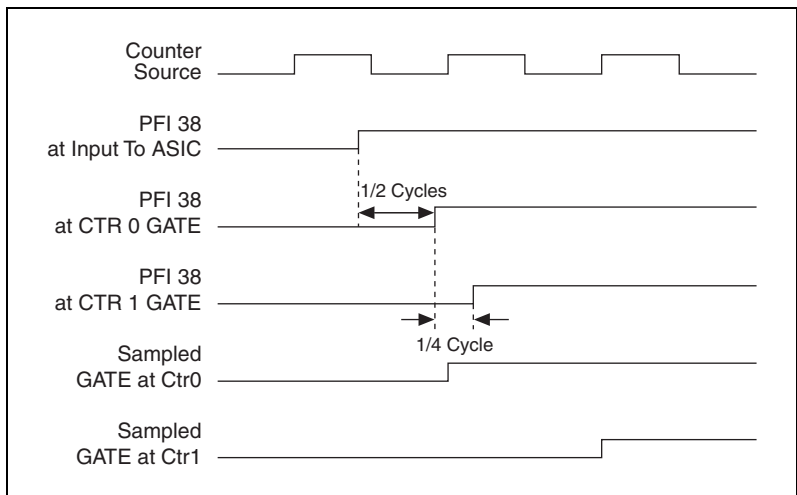 Counter
Source
PFI 38
at Input To ASIC
1/2 Cycles
PFI 38
at CTR 0 GATE
PFI 38
at CTR 1 GATE
1/4 Cycle
Sampled
GATE at Ctr0
Sampled
GATE at Ctr1